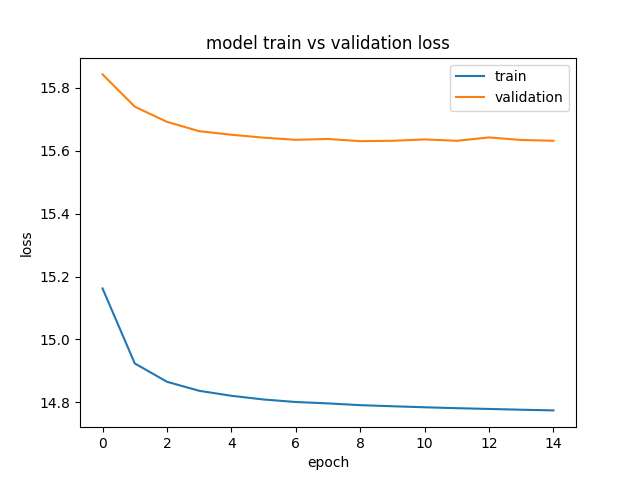 model train vs validation loss
train
validation
15.8
15.6
15.4
15.2
15.0
14.8
loss
0 2 4 6 8 10 12 14
epoch